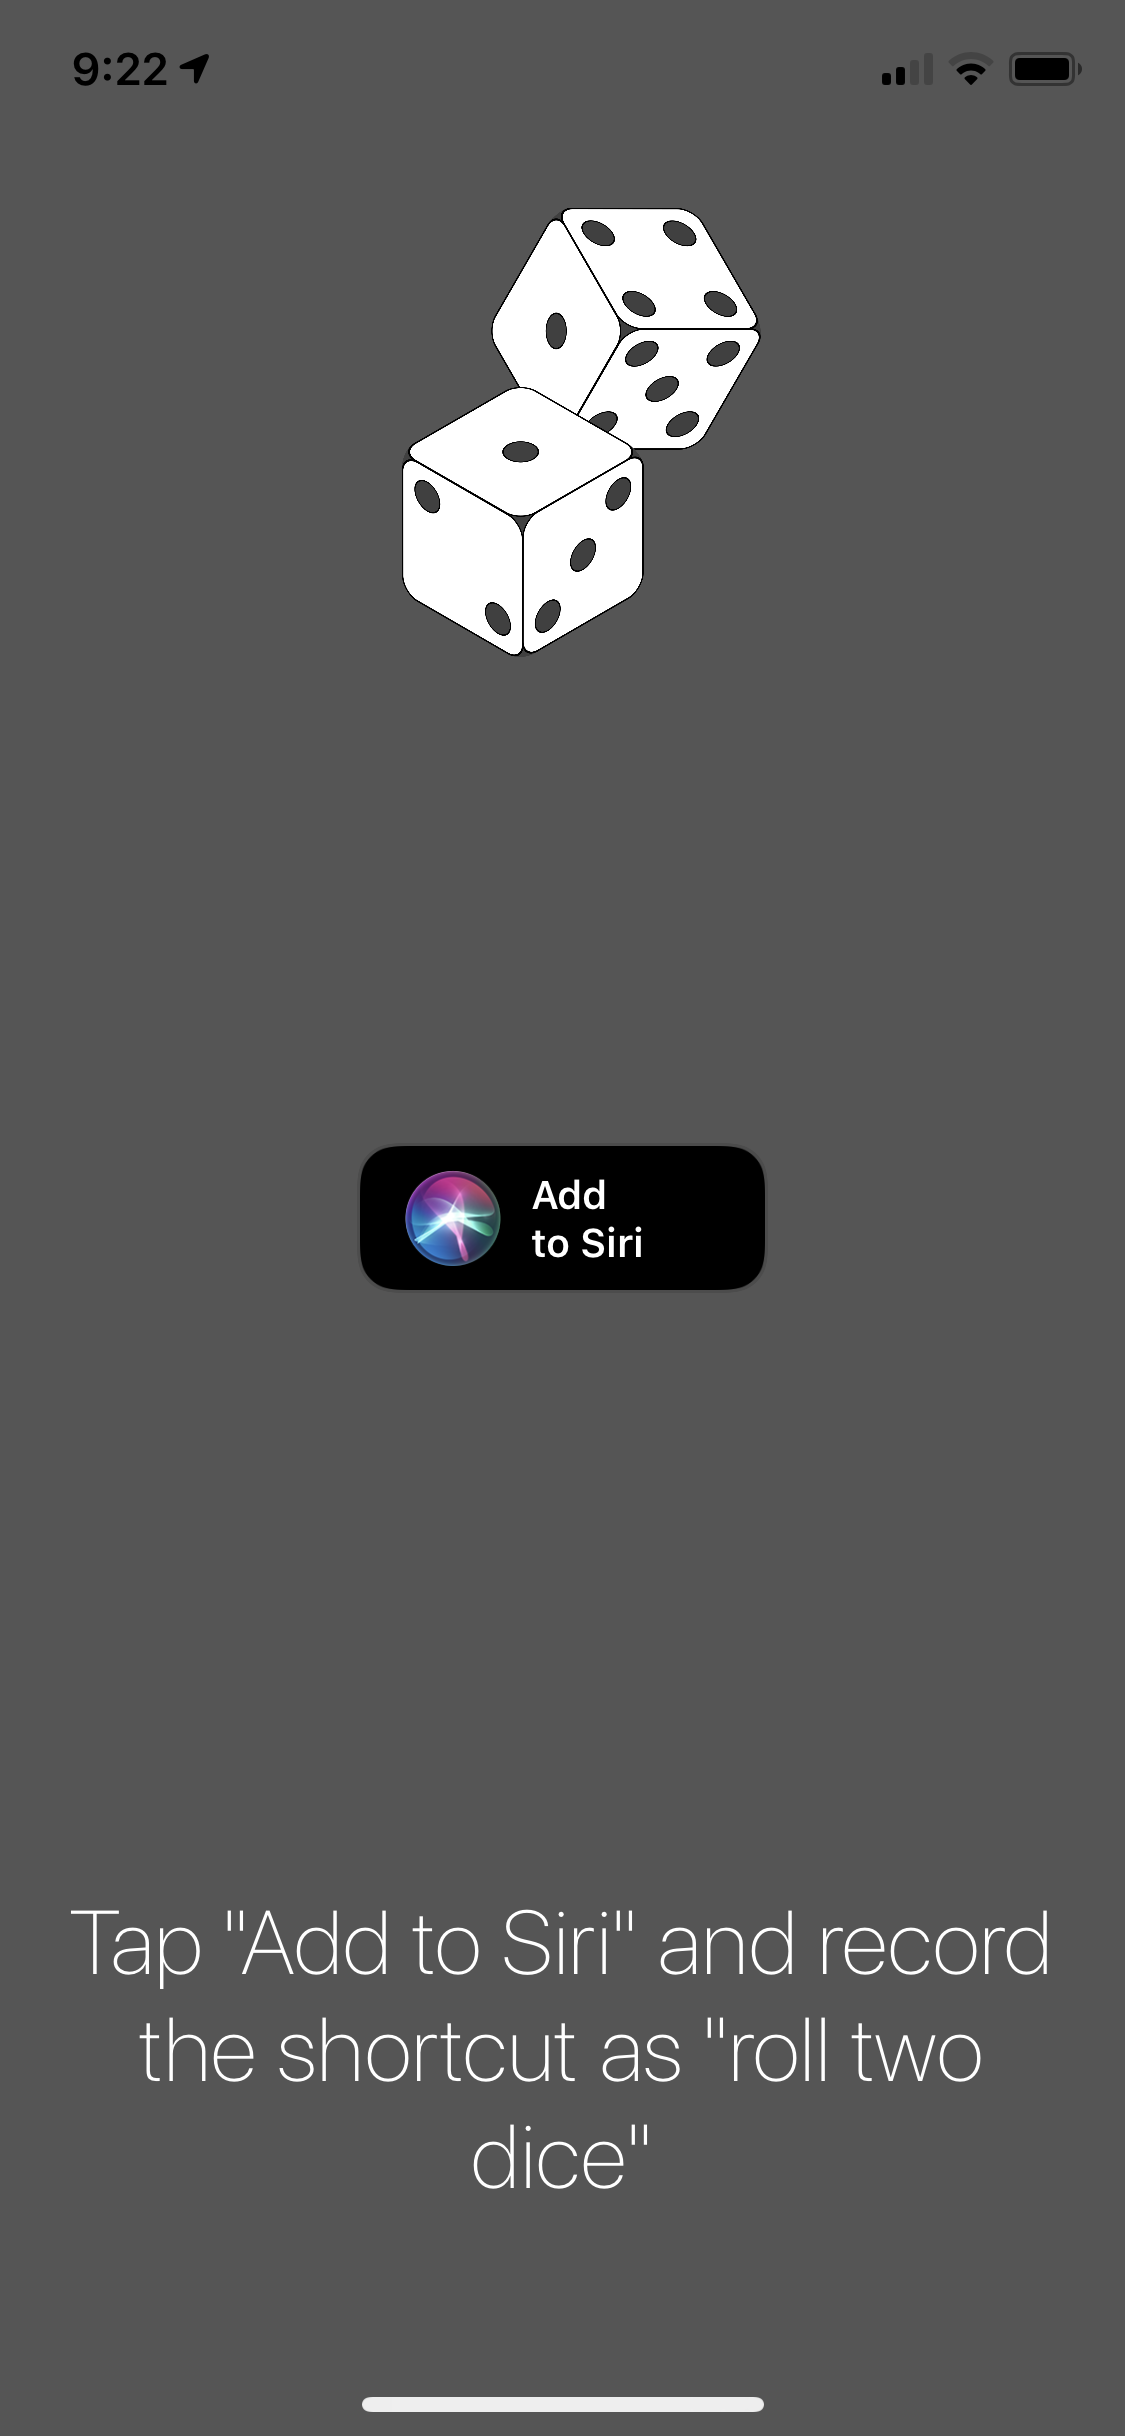 9:22
Add
to Siri
Tap "Add to Siri" and record
the shortcut as "roll two
dice"